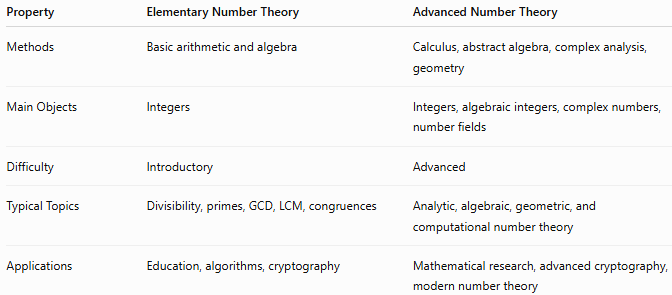 Property Elementary Number Theory Advanced Number Theory
Methods Basic arithmetic and algebra Calculus, abstract algebra, complex analysis,
geometry
Main Objects Integers Integers, algebraic integers, complex numbers,
number fields
Difficulty Introductory Advanced
Typical Topics Divisibility, primes, GCD, LCM, congruences Analytic, algebraic, geometric, and
computational number theory
Applications Education, algorithms, cryptography Mathematical research, advanced cryptography,
modern number theory